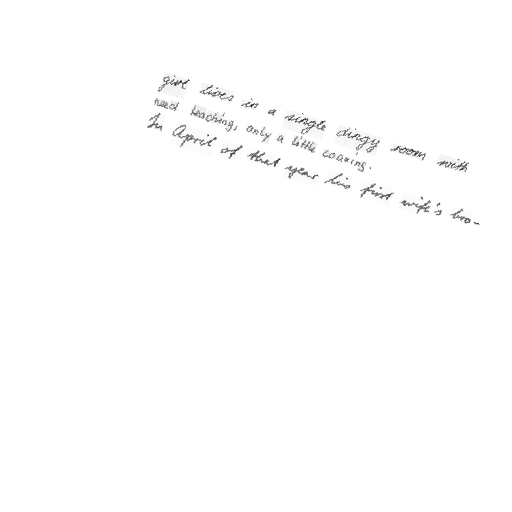 give lives in a single dingy room with
need teaching, only a little coaxing.
In April of that year his first wife's bro-